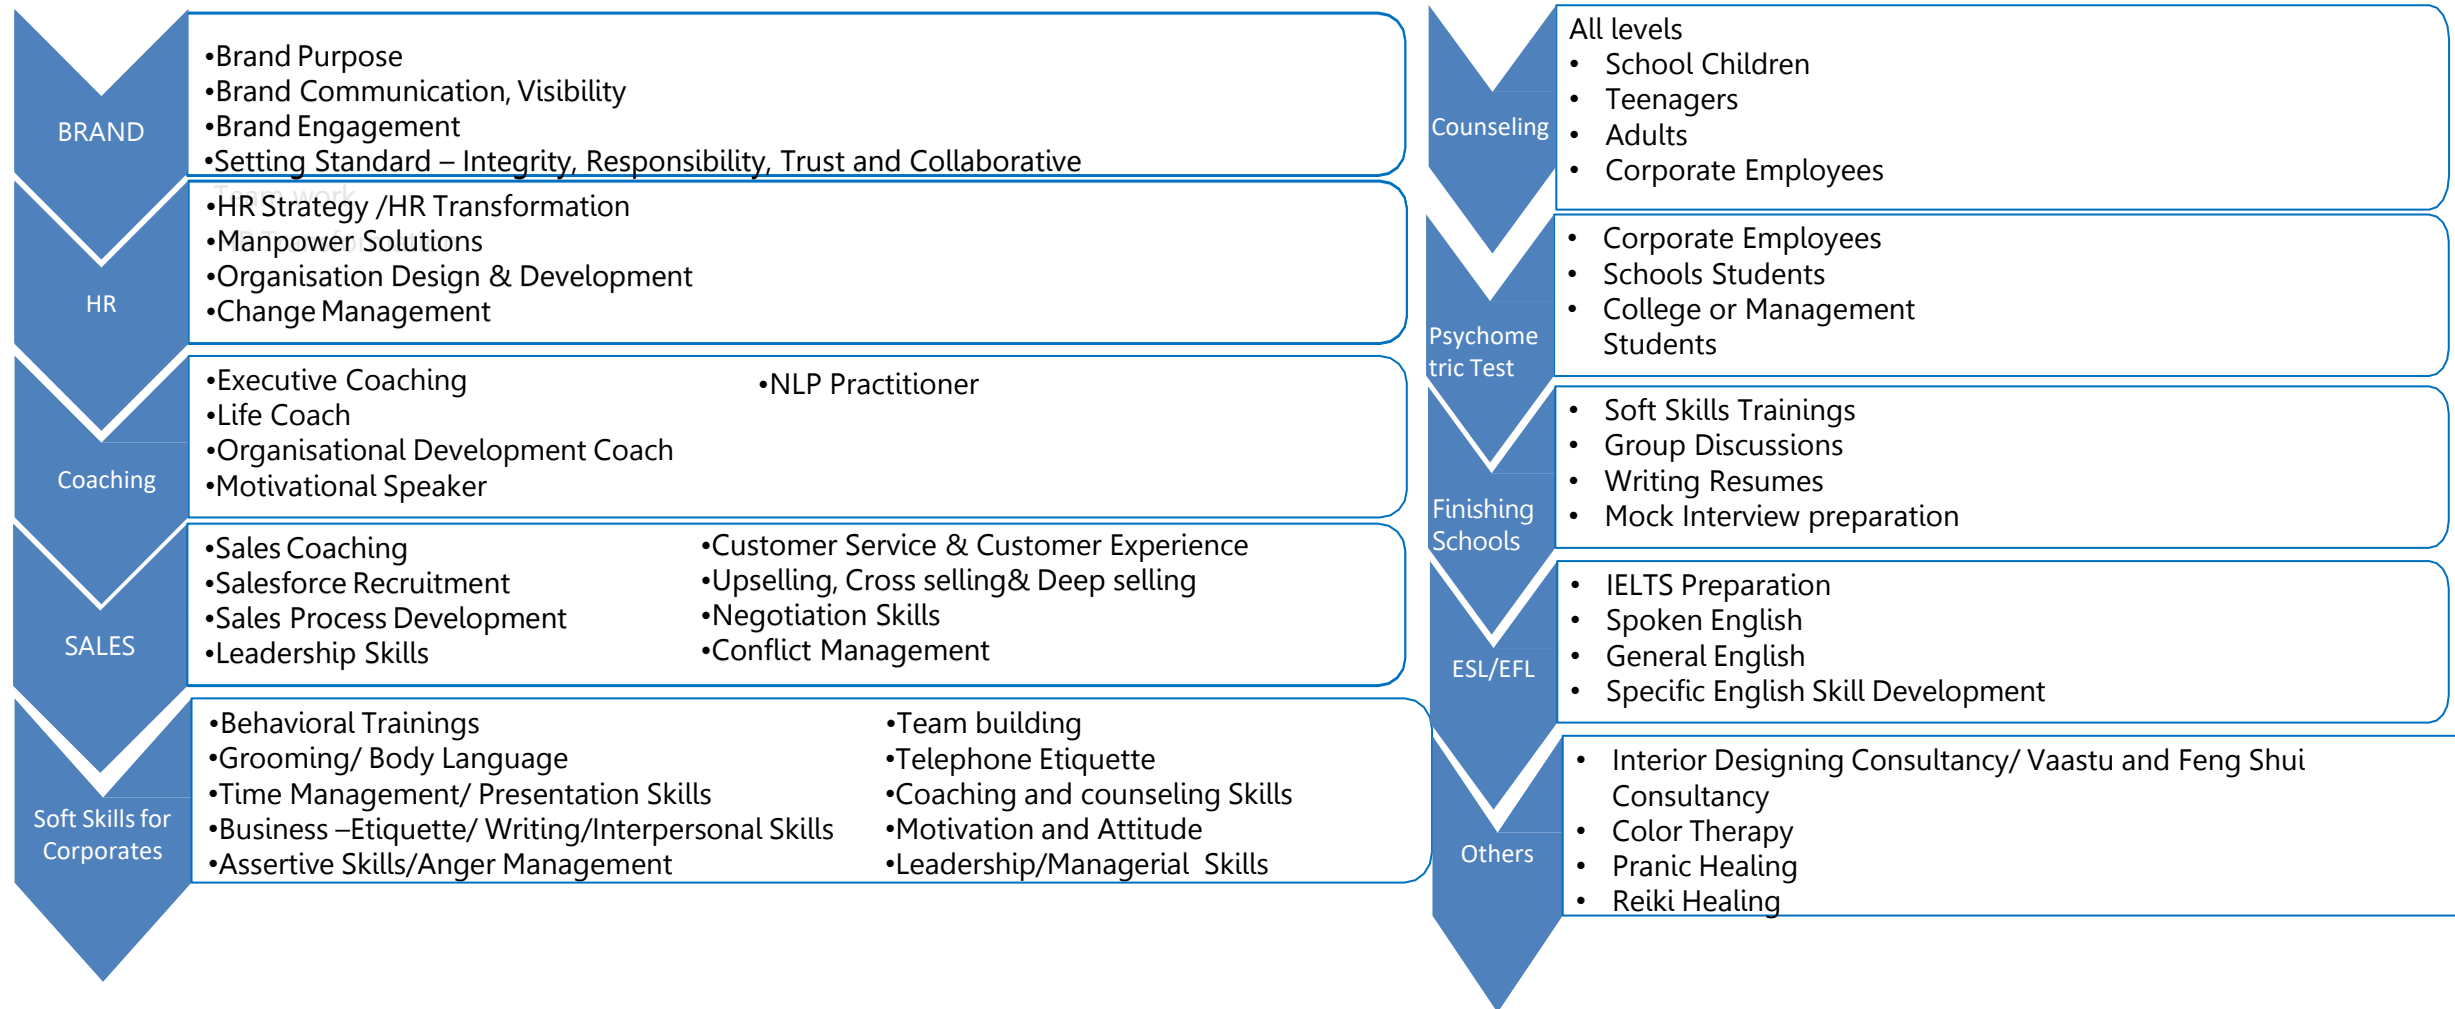 BRAND
•Brand Purpose
•Brand Communication, Visibility
•Brand Engagement
•Setting Standard – Integrity, Responsibility, Trust and Collaborative
Team work
HR
•HR Strategy /HR Transformation
•Manpower Solutions
•Organisation Design & Development
•Change Management
Coaching
•Executive Coaching
•Life Coach
•Organisational Development Coach
•Motivational Speaker
•NLP Practitioner
SALES
•Sales Coaching
•Salesforce Recruitment
•Sales Process Development
•Leadership Skills
•Customer Service & Customer Experience
•Upselling, Cross selling& Deep selling
•Negotiation Skills
•Conflict Management
Soft Skills for
Corporates
•Behavioral Trainings
•Grooming/ Body Language
•Time Management/ Presentation Skills
•Business –Etiquette/ Writing/Interpersonal Skills
•Assertive Skills/Anger Management
•Team building
•Telephone Etiquette
•Coaching and counseling Skills
•Motivation and Attitude
•Leadership/Managerial Skills
Counseling
All levels
• School Children
• Teenagers
• Adults
• Corporate Employees
Psychome
tric Test
• Corporate Employees
• Schools Students
• College or Management
Students
Finishing
Schools
• Soft Skills Trainings
• Group Discussions
• Writing Resumes
• Mock Interview preparation
ESL/EFL
• IELTS Preparation
• Spoken English
• General English
• Specific English Skill Development
Others
• Interior Designing Consultancy/ Vaastu and Feng Shui
Consultancy
• Color Therapy
• Pranic Healing
• Reiki Healing